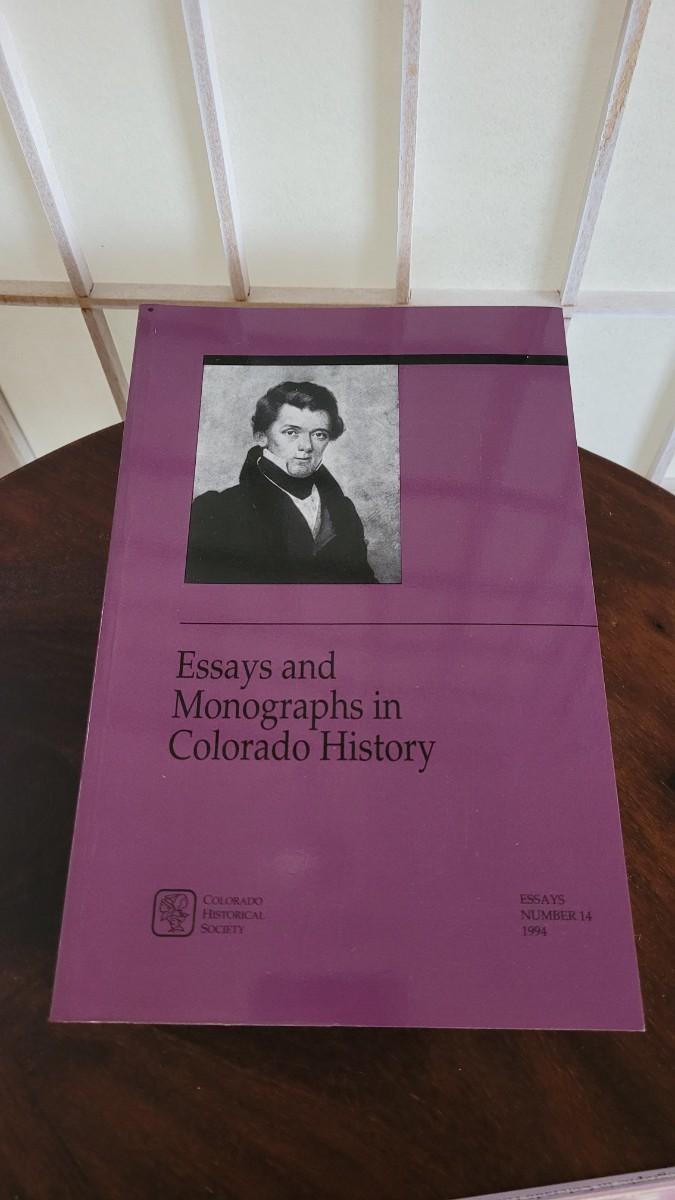 Essays and
Monographs in
Colorado History
COLORADO
HISTORICAL
SOCIETY
ESSAYS
NUMBER 14
1994